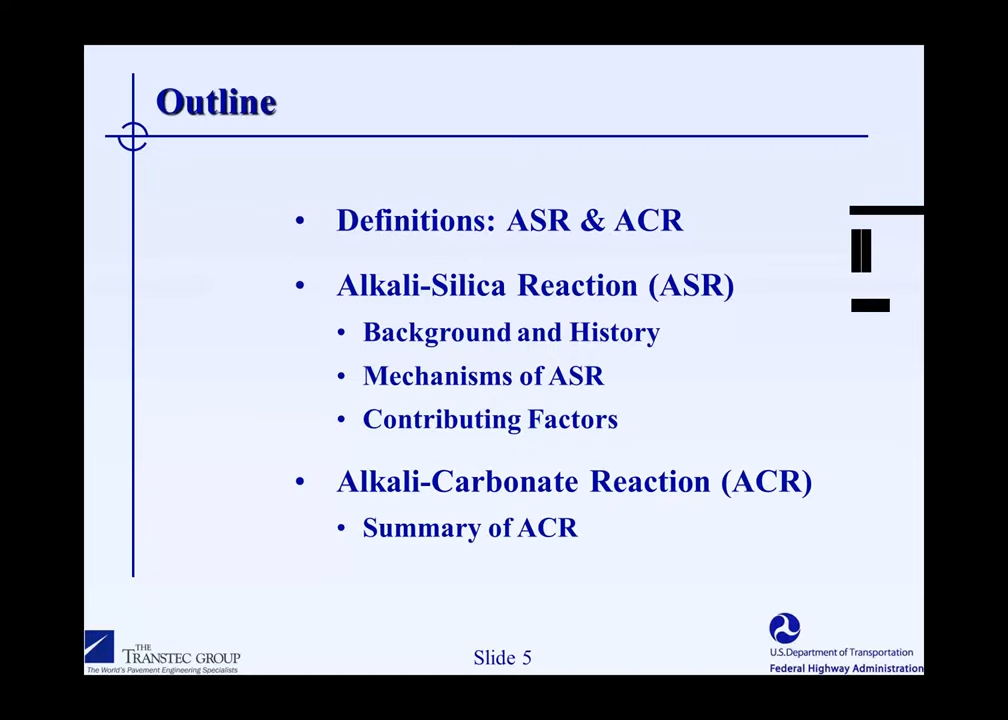 Outline
• Definitions: ASR & ACR
• Alkali-Silica Reaction (ASR)
• Background and History
• Mechanisms of ASR
• Contributing Factors
• Alkali-Carbonate Reaction (ACR)
• Summary of ACR
THE
TRANSTEC GROUP
The World's Pavement Engineering Specialists
Slide 5
U.S.Department of Transportation
Federal Highway Administration